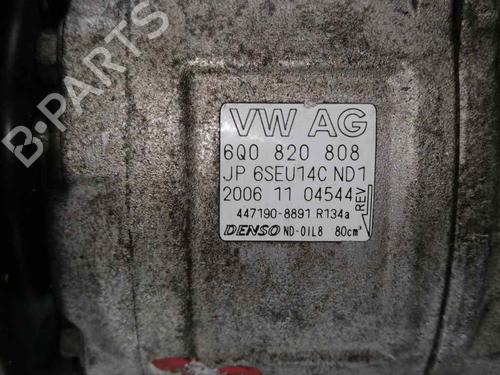 B-PARTS
VW AG
6Q0 820 808
JP 6SEU14C ND1
2006 11 04544
REV
447190-8891 R134a
DENSO ND-OIL8 80cm³